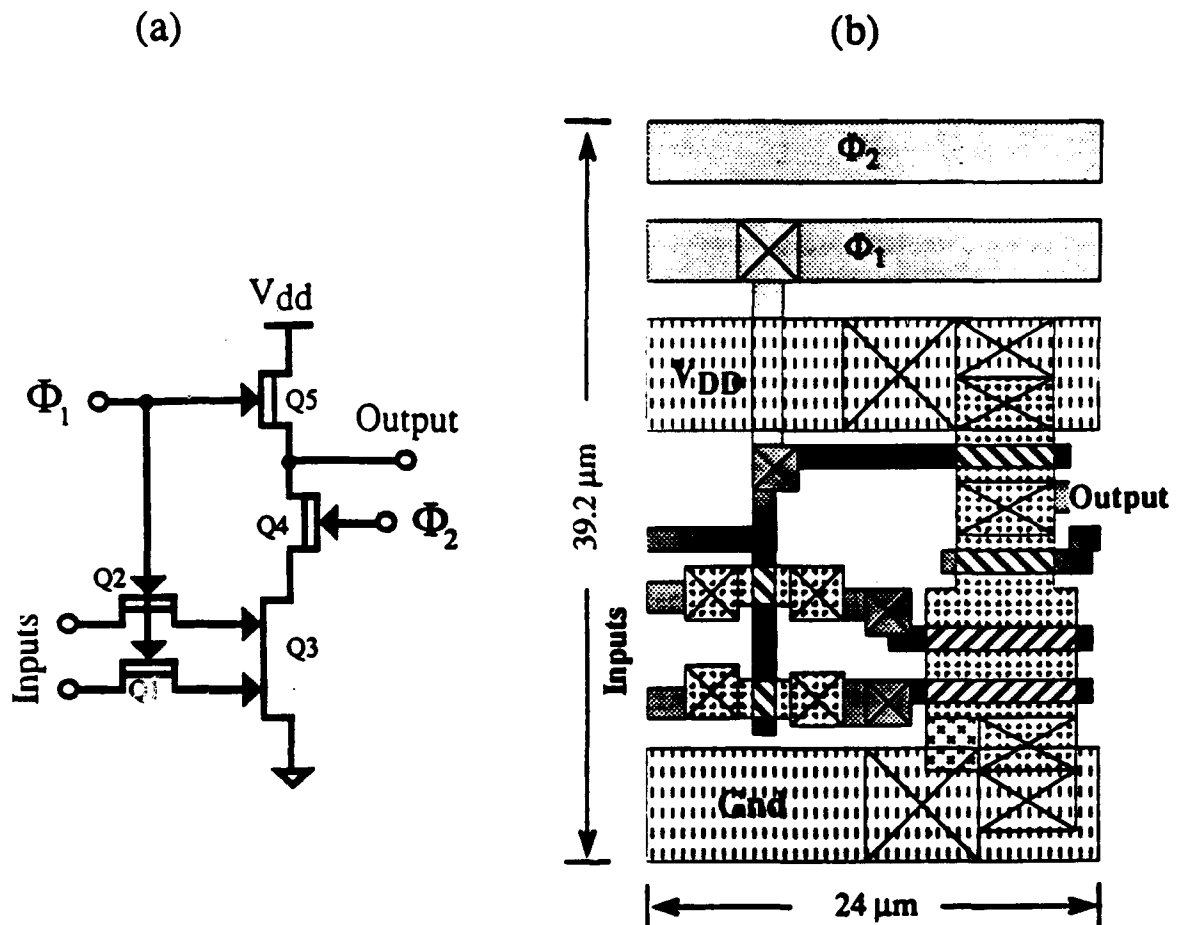 (a)
Vdd
Φ1
Q5
Output
Q4
Φ2
Q2
Inputs
Q3
Q1
(b)
Φ2
Φ1
VDD
39.2 μm
Output
Inputs
Gnd
24 μm